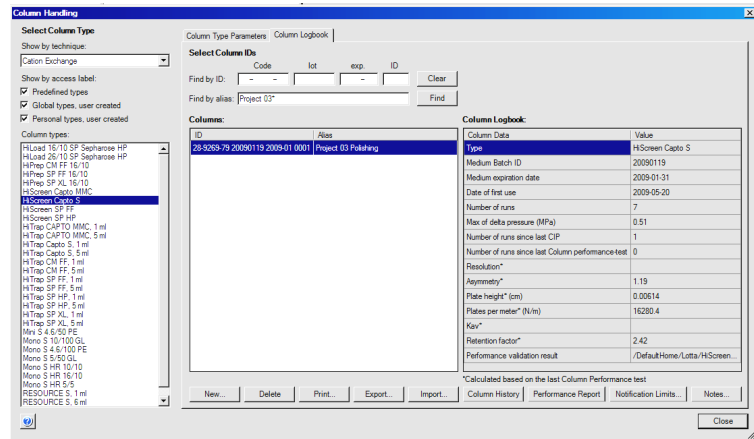 Column Handling
Select Column Type
Show by technique:
Cation Exchange
Show by access label:
Predefined types
Global types, user created
Personal types, user created
Column types:
HiLoad 16/10 SP Sepharose HP
HiLoad 26/10 SP Sepharose HP
HiPrep CM FF 16/10
HiPrep SP FF 16/10
HiPrep SP XL 16/10
HiScreen Capto MMC
HiScreen Capto S
HiScreen SP FF
HiScreen SP HP
HiTrap CAPTO MMC, 1 ml
HiTrap CAPTO MMC, 5 ml
HiTrap Capto S, 1 ml
HiTrap Capto S, 5 ml
HiTrap CM FF, 1 ml
HiTrap CM FF, 5 ml
HiTrap SP FF, 1 ml
HiTrap SP FF, 5 ml
HiTrap SP HP, 1 ml
HiTrap SP HP, 5 ml
HiTrap SP XL, 1 ml
HiTrap SP XL, 5 ml
Mini S 4.6/50 PE
Mono S 10/100 GL
Mono S 4.6/100 PE
Mono S 5/50 GL
Mono S HR 10/10
Mono S HR 16/10
Mono S HR 5/5
RESOURCE S, 1 ml
RESOURCE S, 6 ml
Column Type Parameters Column Logbook
Select Column IDs
Code lot exp. ID
Find by ID: - - - Clear
Find by alias: Project 03* Find
Columns:
ID Alias
28-9269-79 20090119 2009-01 0001 Project 03 Polishing
Column Logbook:
Column Data Value
Type HiScreen Capto S
Medium Batch ID 20090119
Medium expiration date 2009-01-31
Date of first use 2009-05-20
Number of runs 7
Max of delta pressure (MPa) 0.51
Number of runs since last CIP 1
Number of runs since last Column performance-test 0
Resolution*
Asymmetry* 1.19
Plate height* (cm) 0.00614
Plates per meter* (N/m) 16280.4
Kav*
Retention factor* 2.42
Performance validation result /DefaultHome/Lotta/HiScreen...
*Calculated based on the last Column Performance test
New... Delete Print... Export... Import... Column History Performance Report Notification Limits... Notes...
Close